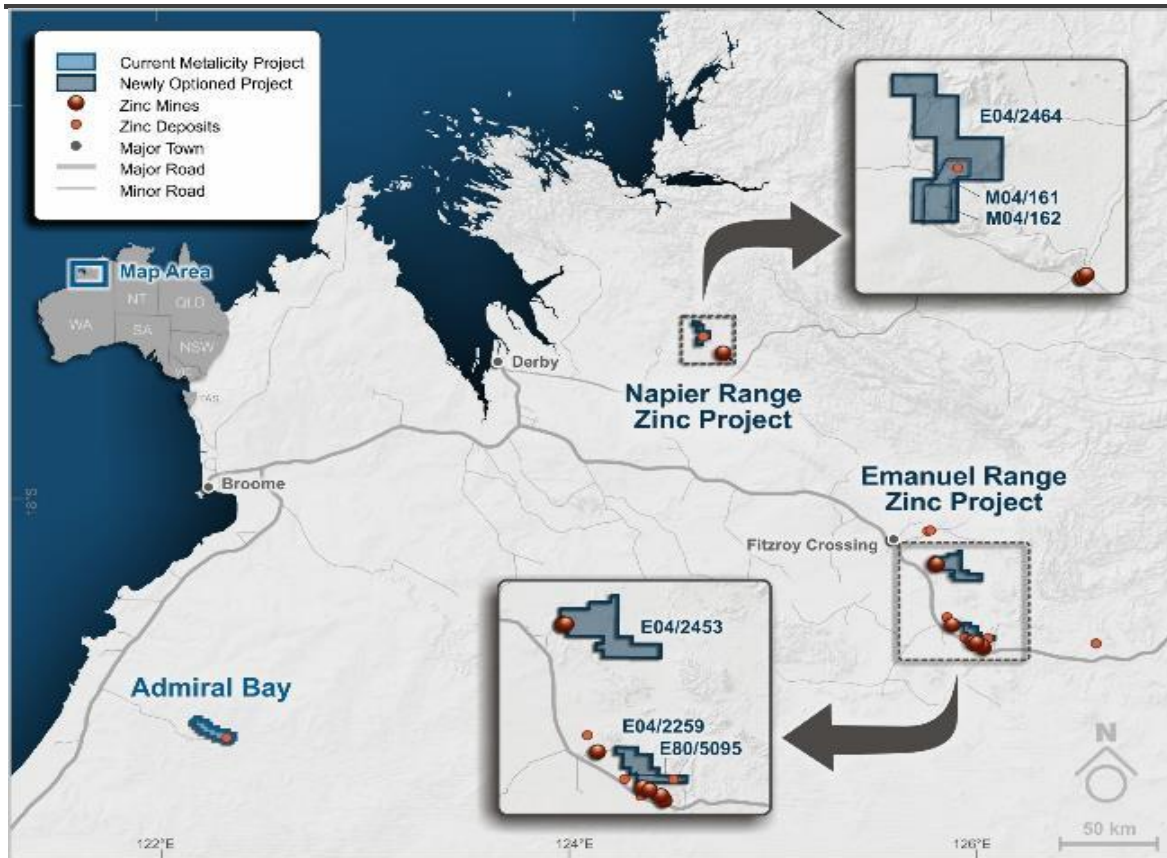 Current Metalicity Project
Newly Optioned Project
Zinc Mines
Zinc Deposits
Major Town
Major Road
Minor Road
Map Area
WA
NT
SA
QLD
NSW
TAS
E04/2464
M04/161
M04/162
Derby
Napier Range
Zinc Project
Broome
18°S
Emanuel Range
Zinc Project
Fitzroy Crossing
E04/2453
E04/2259
E80/5095
Admiral Bay
N
50 km
122°E
124°E
126°E